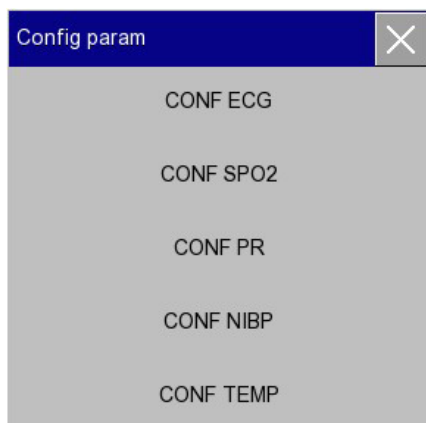 Config param
CONF ECG
CONF SPO2
CONF PR
CONF NIBP
CONF TEMP